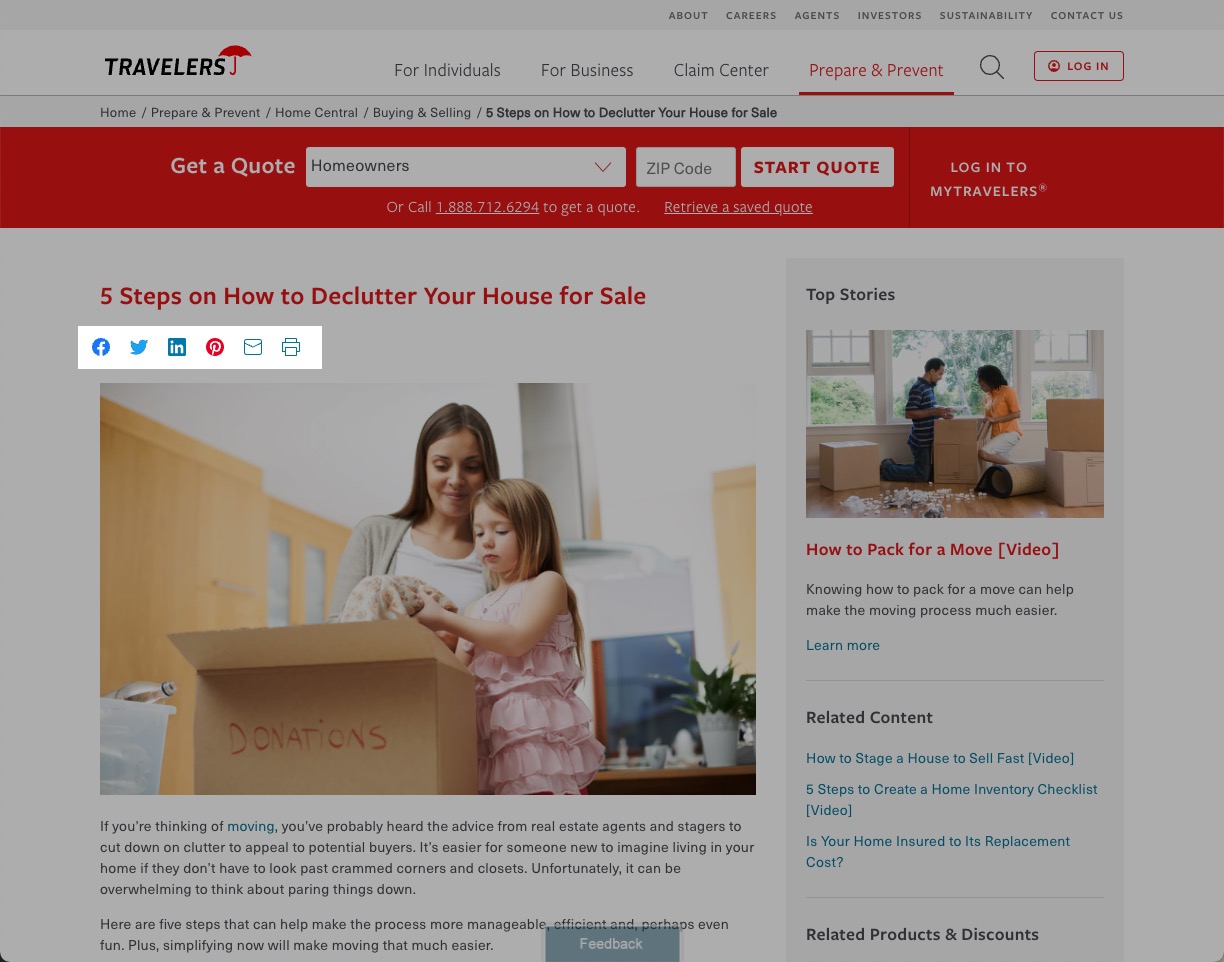 ABOUT CAREERS AGENTS INVESTORS SUSTAINABILITY CONTACT US
TRAVELERS
For Individuals For Business Claim Center Prepare & Prevent LOG IN
Home / Prepare & Prevent / Home Central / Buying & Selling / 5 Steps on How to Declutter Your House for Sale
Get a Quote Homeowners ZIP Code START QUOTE
Or Call 1.888.712.6294 to get a quote. Retrieve a saved quote
LOG IN TO
MYTRAVELERS®
5 Steps on How to Declutter Your House for Sale
DONATIONS
If you're thinking of moving, you've probably heard the advice from real estate agents and stagers to
cut down on clutter to appeal to potential buyers. It's easier for someone new to imagine living in your
home if they don't have to look past crammed corners and closets. Unfortunately, it can be
overwhelming to think about paring things down.
Here are five steps that can help make the process more manageable, efficient and, perhaps even
fun. Plus, simplifying now will make moving that much easier.
Feedback
Top Stories
How to Pack for a Move [Video]
Knowing how to pack for a move can help
make the moving process much easier.
Learn more
Related Content
How to Stage a House to Sell Fast [Video]
5 Steps to Create a Home Inventory Checklist
[Video]
Is Your Home Insured to Its Replacement
Cost?
Related Products & Discounts